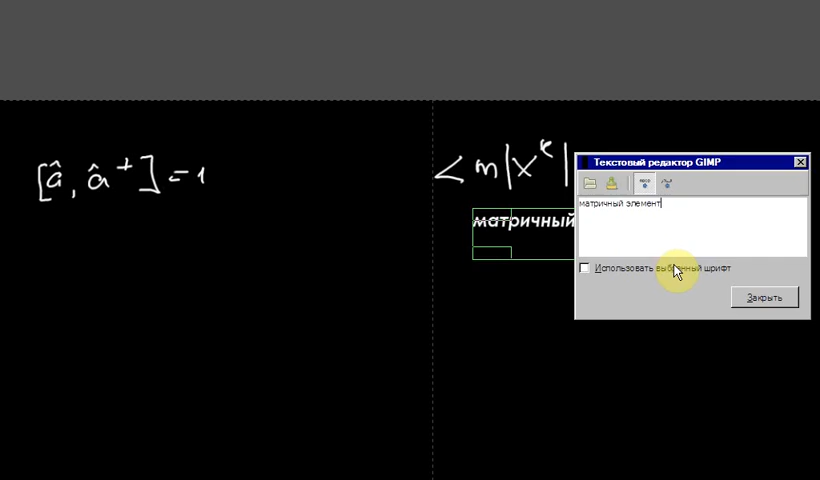 [â, â⁺] = 1
<m|x^k|
матричный
Текстовый редактор GIMP
матричный элемент
Использовать выбранный шрифт
Закрыть